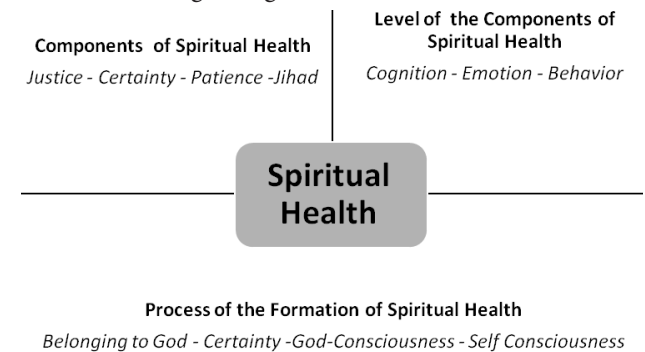 Components of Spiritual Health
Justice - Certainty - Patience -Jihad
Level of the Components of
Spiritual Health
Cognition - Emotion - Behavior
Spiritual
Health
Process of the Formation of Spiritual Health
Belonging to God - Certainty -God-Consciousness - Self Consciousness